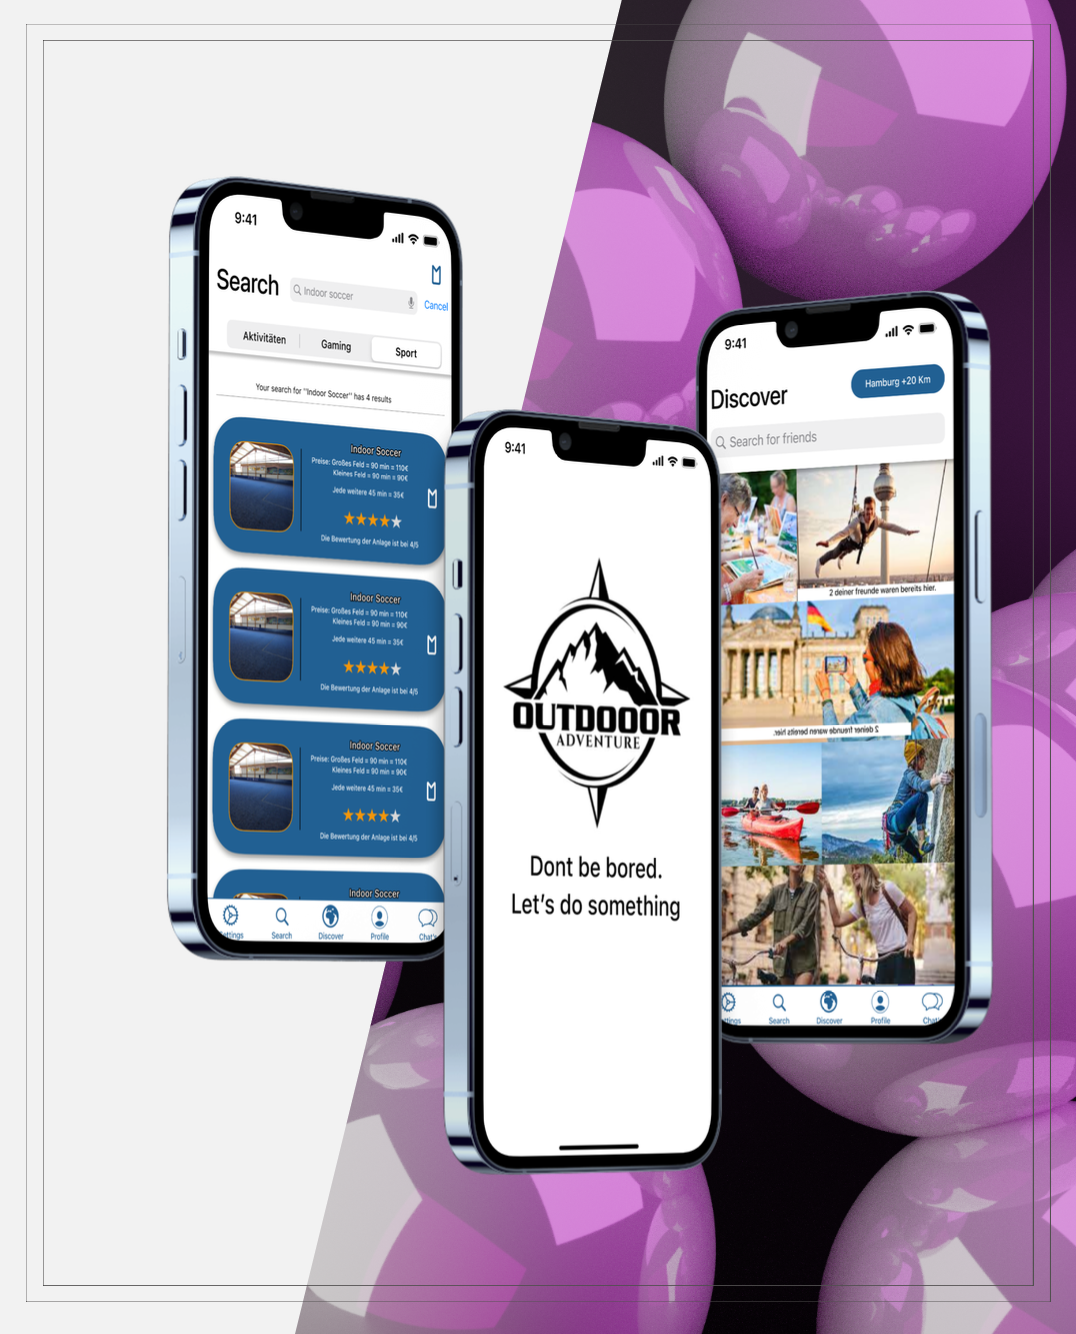 9:41
Search
Indoor soccer
Cancel
Aktivitäten
Gaming
Sport
Your search for "Indoor Soccer" has 4 results
Indoor Soccer
Preise: Großes Feld = 90 min = 110€
Kleines Feld = 90 min = 90€
Jede weitere 45 min = 35€
Die Bewertung der Anlage ist bei 4/5
Indoor Soccer
Preise: Großes Feld = 90 min = 110€
Kleines Feld = 90 min = 90€
Jede weitere 45 min = 35€
Die Bewertung der Anlage ist bei 4/5
Indoor Soccer
Preise: Großes Feld = 90 min = 110€
Kleines Feld = 90 min = 90€
Jede weitere 45 min = 35€
Die Bewertung der Anlage ist bei 4/5
Indoor Soccer
ettings
Search
Discover
Profile
Chat's
9:41
OUTDOOOR
ADVENTURE
Dont be bored.
Let's do something
9:41
Hamburg +20 Km
Discover
Search for friends
2 deiner freunde waren bereits hier.
2 deiner freunde waren bereits hier.
ttings
Search
Discover
Profile
Chat